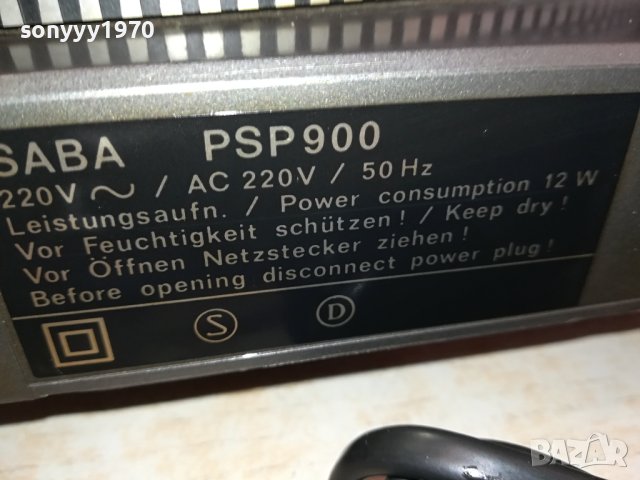 sonyyy1970
SABA PSP900
220V ~ / AC 220V / 50 Hz
Leistungsaufn. / Power consumption 12 W
Vor Feuchtigkeit schützen! / Keep dry!
Vor Öffnen Netzstecker ziehen!
Before opening disconnect power plug!
S D
BAZAR